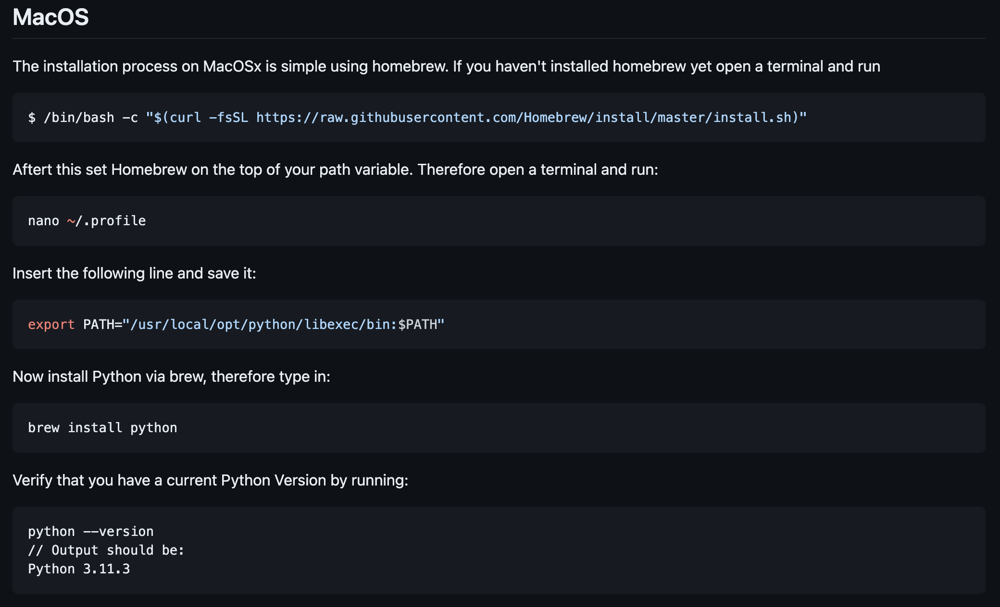 MacOS
The installation process on MacOSx is simple using homebrew. If you haven't installed homebrew yet open a terminal and run
$ /bin/bash -c "$(curl -fsSL https://raw.githubusercontent.com/Homebrew/install/master/install.sh)"
Aftert this set Homebrew on the top of your path variable. Therefore open a terminal and run:
nano ~/.profile
Insert the following line and save it:
export PATH="/usr/local/opt/python/libexec/bin:$PATH"
Now install Python via brew, therefore type in:
brew install python
Verify that you have a current Python Version by running:
python --version
// Output should be:
Python 3.11.3